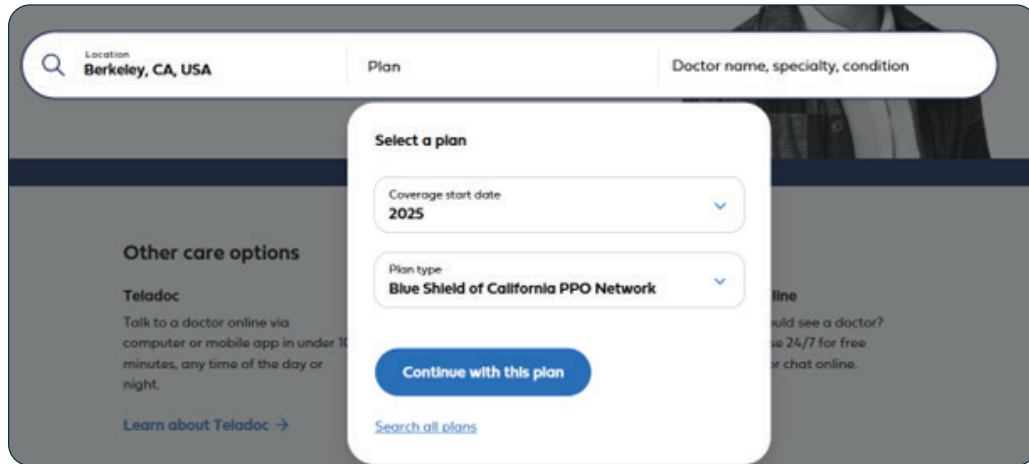 Location
Berkeley, CA, USA
Plan
Doctor name, specialty, condition
Select a plan
Coverage start date
2025
Plan type
Blue Shield of California PPO Network
Continue with this plan
Search all plans
Other care options
Teladoc
Talk to a doctor online via
computer or mobile app in under
minutes, any time of the day or
night.
Learn about Teladoc →
see a doctor?
24/7 for free
chat online.